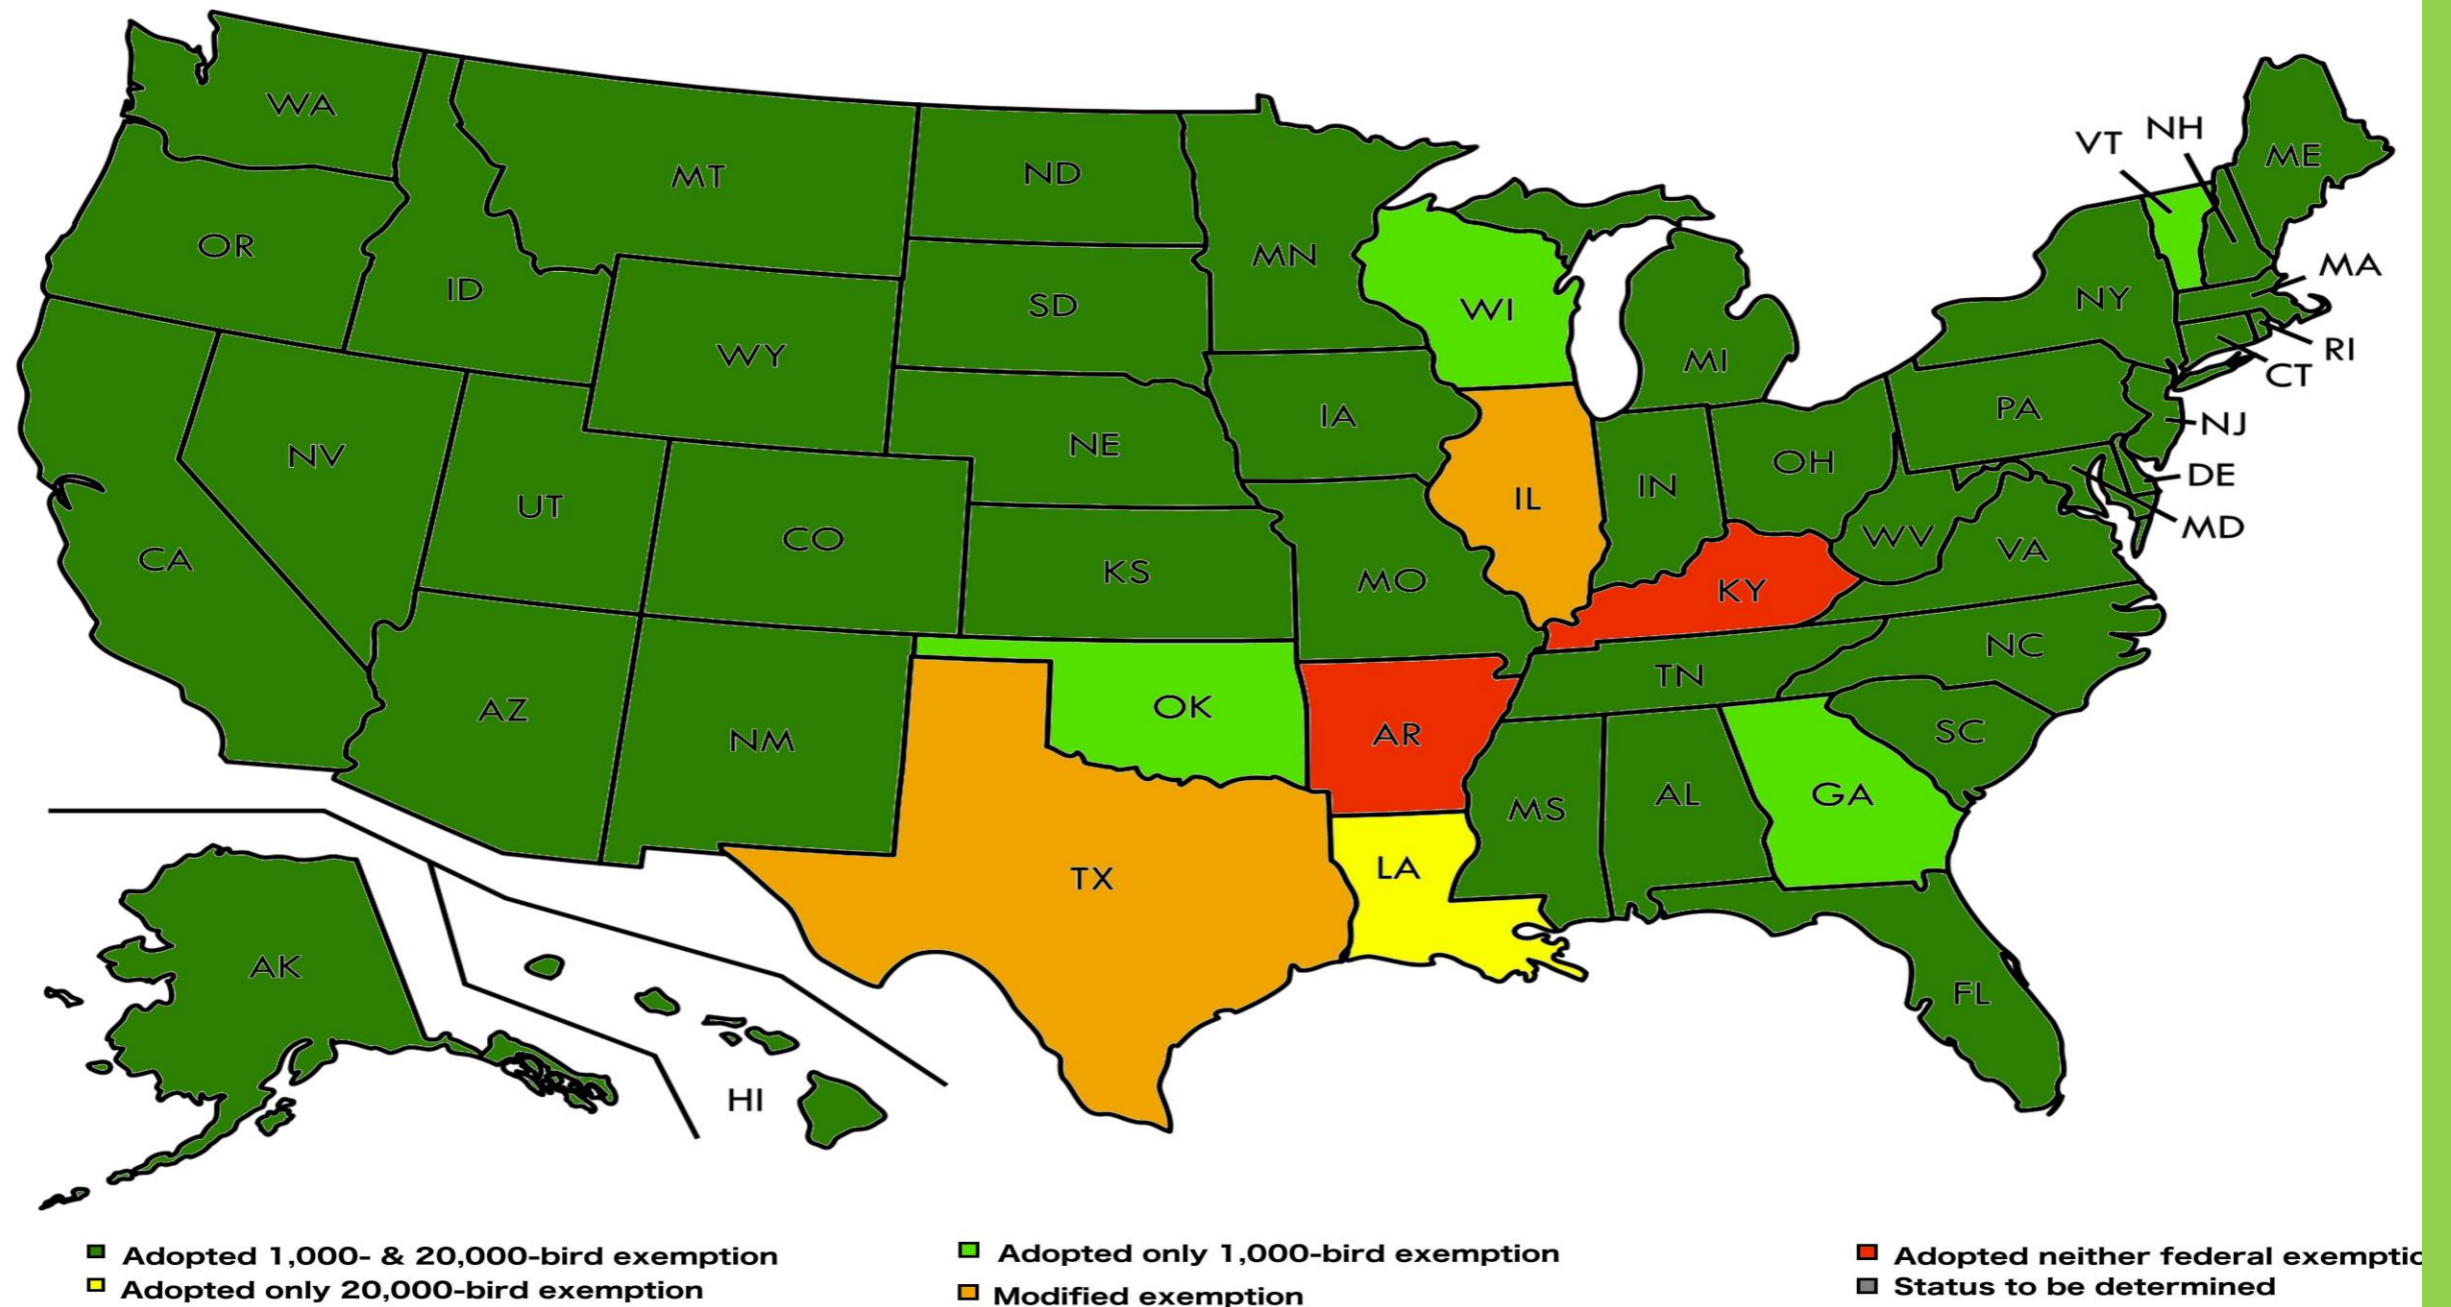 WA
MT
ND
MN
VT
NH
ME
OR
ID
SD
WI
NY
MA
WY
MI
RI
CT
NV
NE
IA
PA
NJ
UT
CO
IL
IN
OH
DE
CA
KS
MO
KY
WV
VA
MD
AZ
NM
OK
AR
TN
NC
SC
TX
LA
MS
AL
GA
AK
FL
HI
Adopted 1,000- & 20,000-bird exemption
Adopted only 1,000-bird exemption
Adopted neither federal exemptio
Adopted only 20,000-bird exemption
Modified exemption
Status to be determined